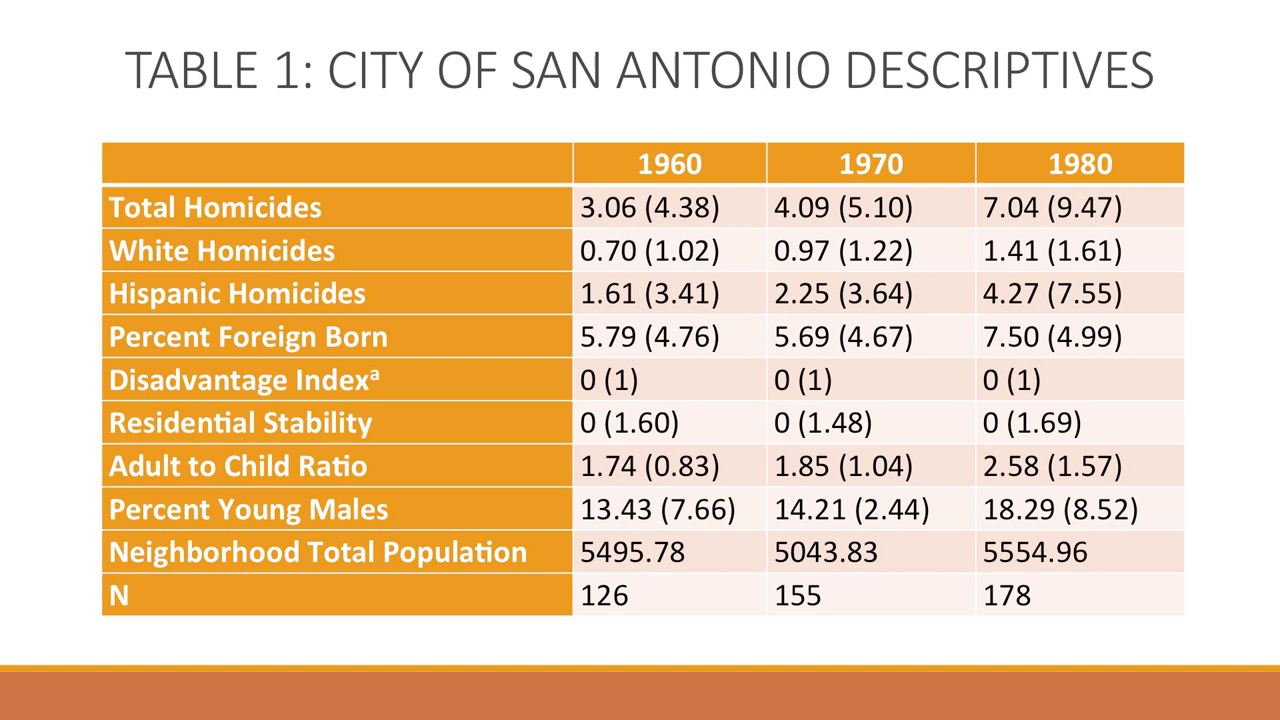 TABLE 1: CITY OF SAN ANTONIO DESCRIPTIVES
1960 1970 1980
Total Homicides 3.06 (4.38) 4.09 (5.10) 7.04 (9.47)
White Homicides 0.70 (1.02) 0.97 (1.22) 1.41 (1.61)
Hispanic Homicides 1.61 (3.41) 2.25 (3.64) 4.27 (7.55)
Percent Foreign Born 5.79 (4.76) 5.69 (4.67) 7.50 (4.99)
Disadvantage Indexᵃ 0 (1) 0 (1) 0 (1)
Residential Stability 0 (1.60) 0 (1.48) 0 (1.69)
Adult to Child Ratio 1.74 (0.83) 1.85 (1.04) 2.58 (1.57)
Percent Young Males 13.43 (7.66) 14.21 (2.44) 18.29 (8.52)
Neighborhood Total Population 5495.78 5043.83 5554.96
N 126 155 178